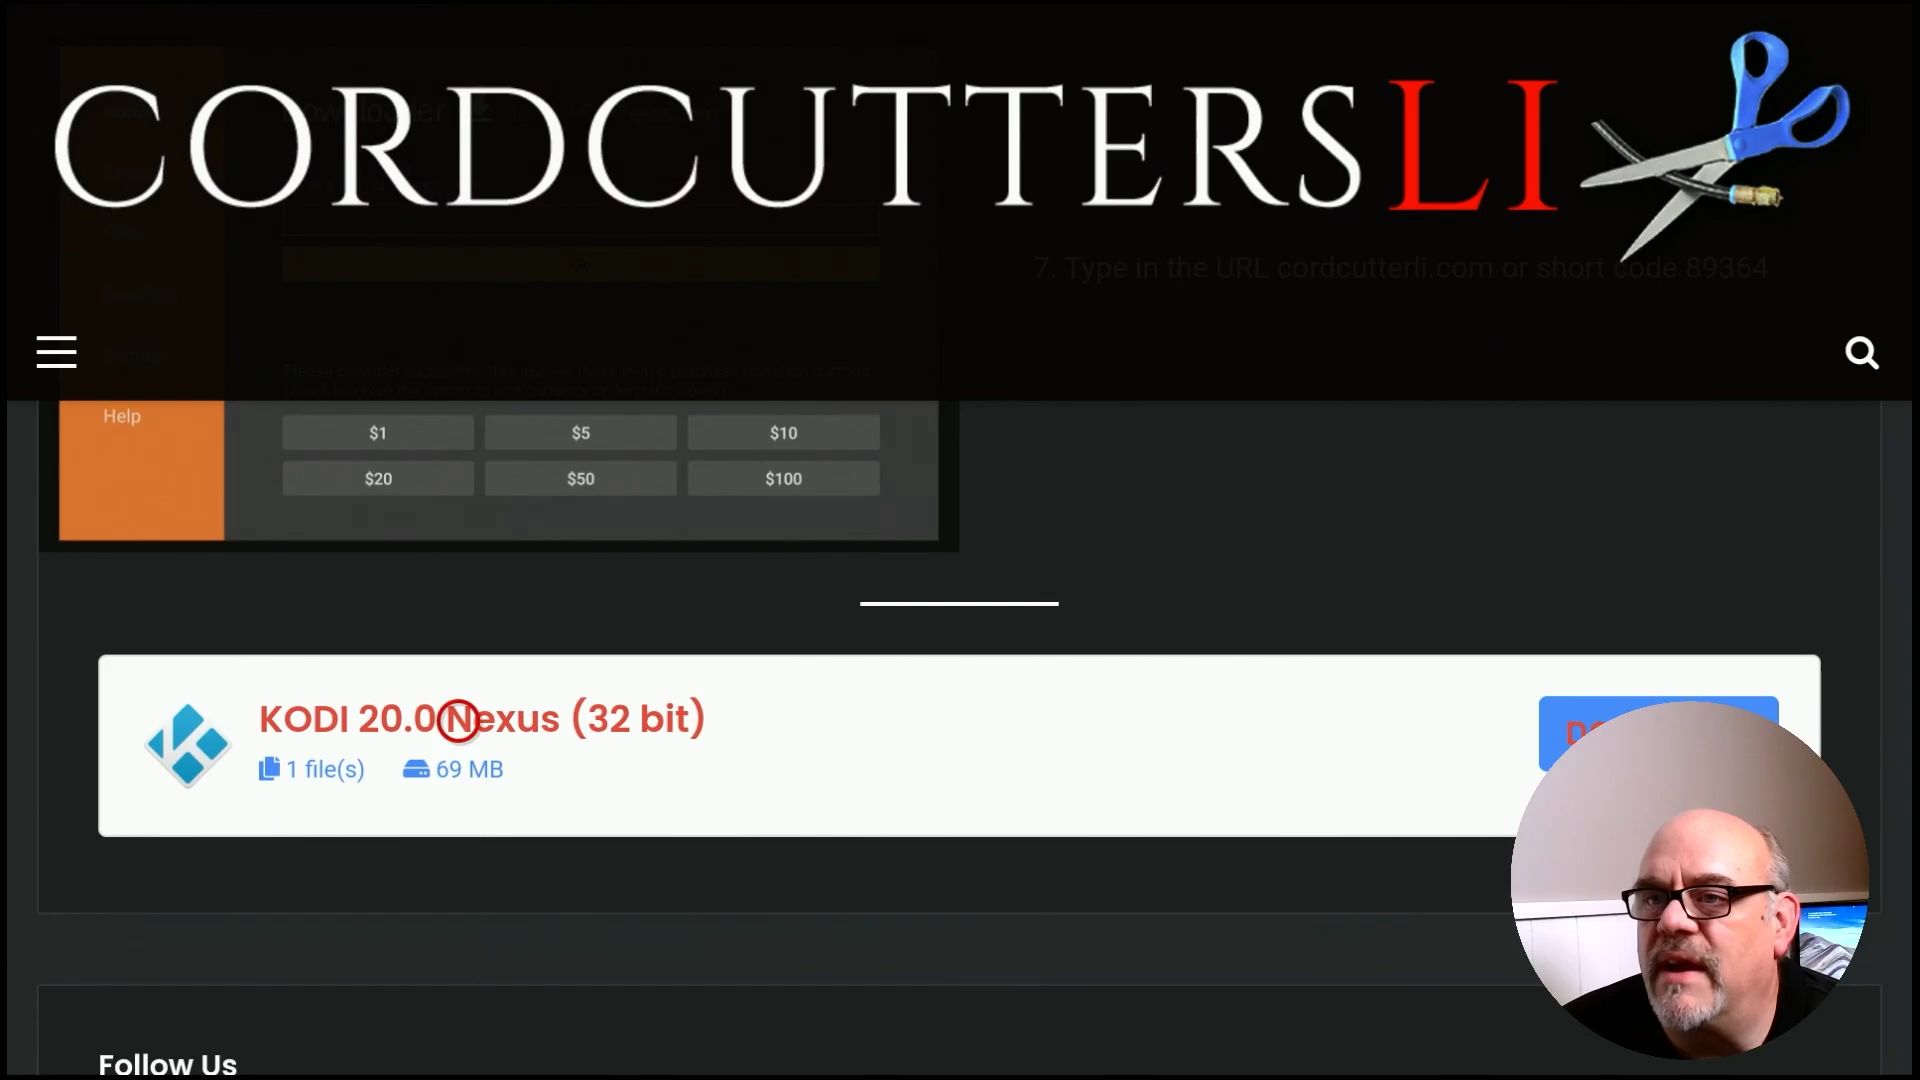 CORDCUTTERSLI
Go
7. Type in the URL cordcutterli.com or short code 89364
Help
$1
$5
$10
$20
$50
$100
KODI 20.0 Nexus (32 bit)
1 file(s)
69 MB
Follow Us